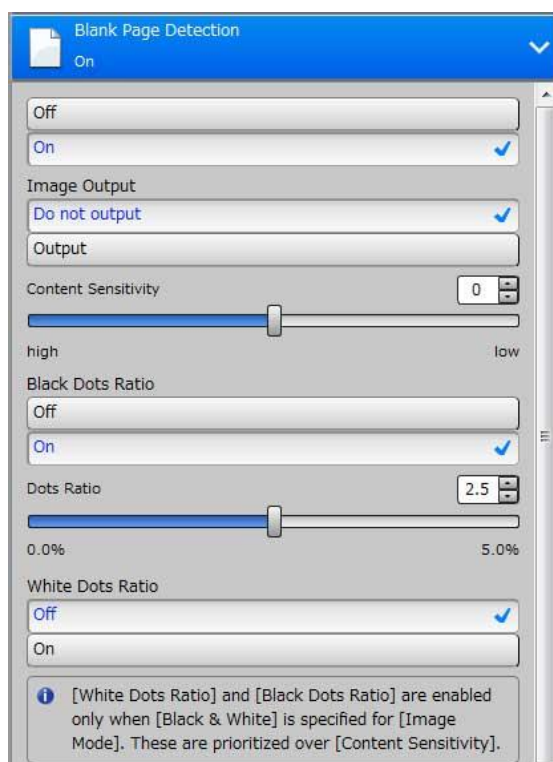 Blank Page Detection
On
Off
On
Image Output
Do not output
Output
Content Sensitivity 0
high low
Black Dots Ratio
Off
On
Dots Ratio 2.5
0.0% 5.0%
White Dots Ratio
Off
On
[White Dots Ratio] and [Black Dots Ratio] are enabled
only when [Black & White] is specified for [Image
Mode]. These are prioritized over [Content Sensitivity].